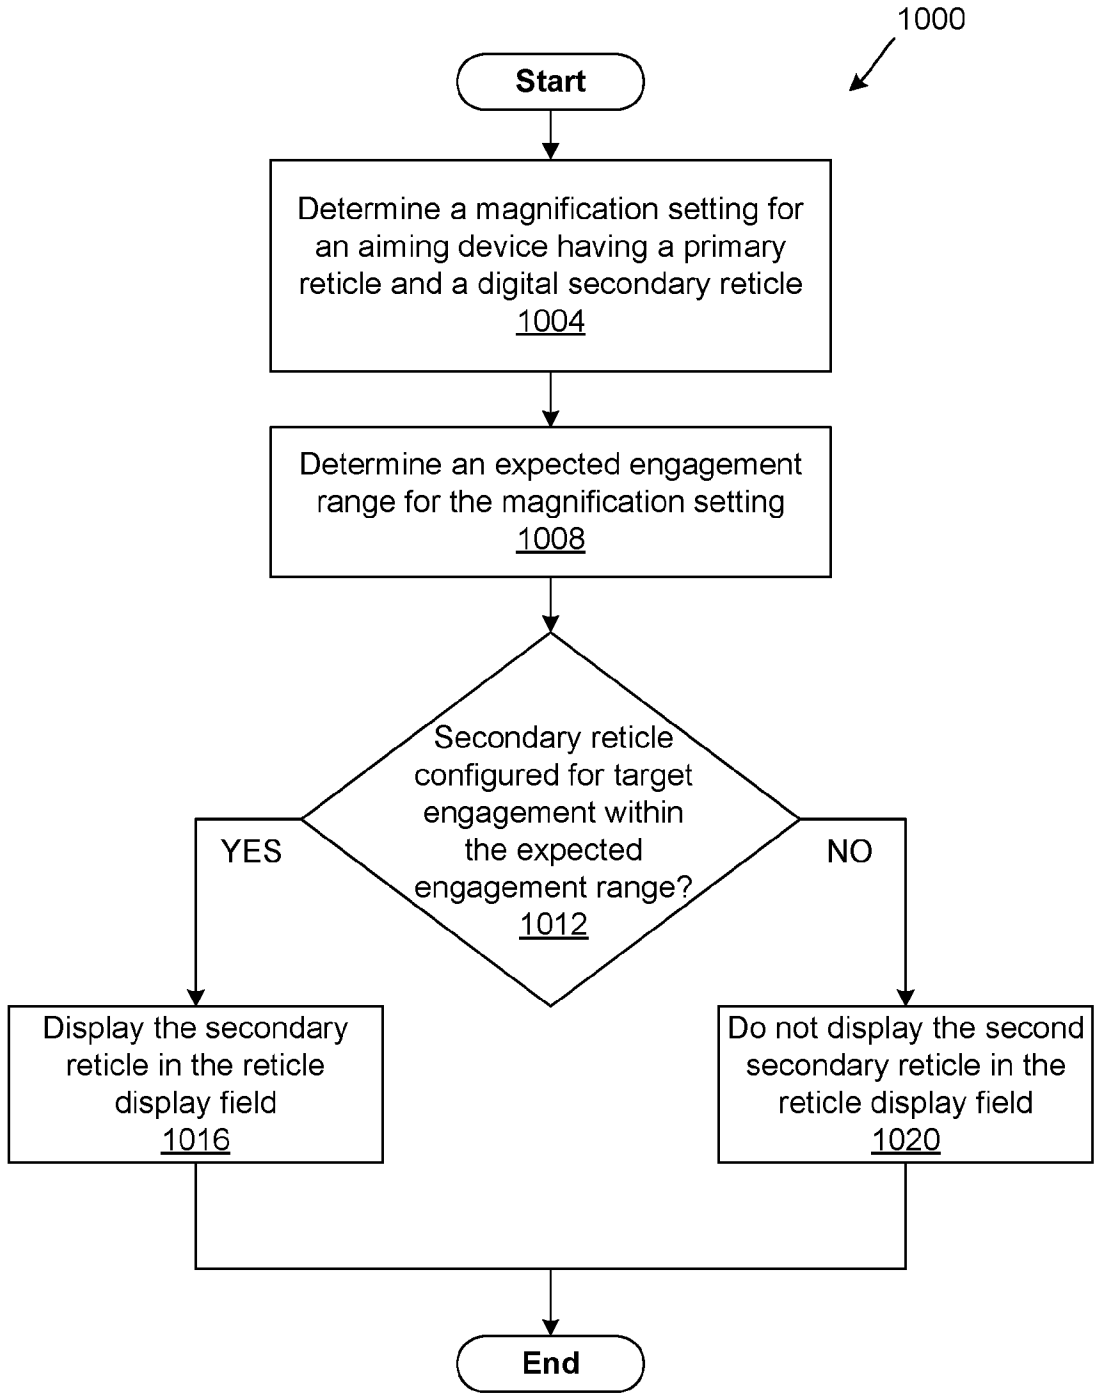 1000
Start
Determine a magnification setting for
an aiming device having a primary
reticle and a digital secondary reticle
1004
Determine an expected engagement
range for the magnification setting
1008
Secondary reticle
configured for target
engagement within
the expected
engagement range?
1012
YES
NO
Display the secondary
reticle in the reticle
display field
1016
Do not display the second
secondary reticle in the
reticle display field
1020
End